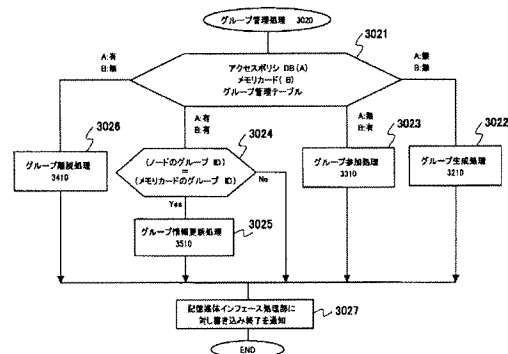 グループ管理処理 3020
3021
アクセスポリシ DB(A)
メモリカード(B)
グループ管理テーブル
A:有
B:無
A:有
B:有
A:無
B:有
A:無
B:無
3026
グループ離脱処理
3410
3024
(ノードのグループ ID)
=
(メモリカードのグループ ID)
No
Yes
3023
グループ参加処理
3310
3022
グループ生成処理
3210
3025
グループ情報更新処理
3510
記憶媒体インフェース処理部に
対し書き込み終了を通知
3027
END